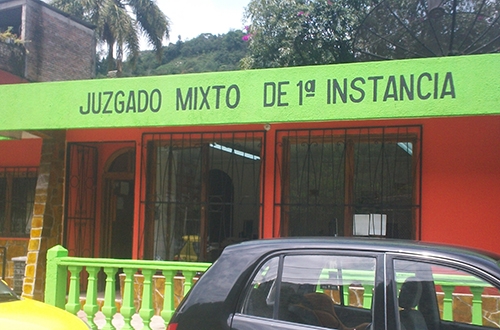 JUZGADO MIXTO DE 1ª INSTANCIA